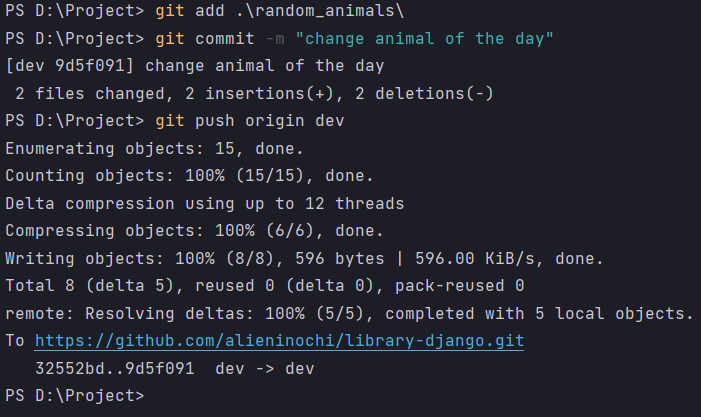 PS D:\Project> git add .\random_animals\
PS D:\Project> git commit -m "change animal of the day"
[dev 9d5f091] change animal of the day
 2 files changed, 2 insertions(+), 2 deletions(-)
PS D:\Project> git push origin dev
Enumerating objects: 15, done.
Counting objects: 100% (15/15), done.
Delta compression using up to 12 threads
Compressing objects: 100% (6/6), done.
Writing objects: 100% (8/8), 596 bytes | 596.00 KiB/s, done.
Total 8 (delta 5), reused 0 (delta 0), pack-reused 0
remote: Resolving deltas: 100% (5/5), completed with 5 local objects.
To https://github.com/alieninochi/library-django.git
   32552bd..9d5f091  dev -> dev
PS D:\Project>